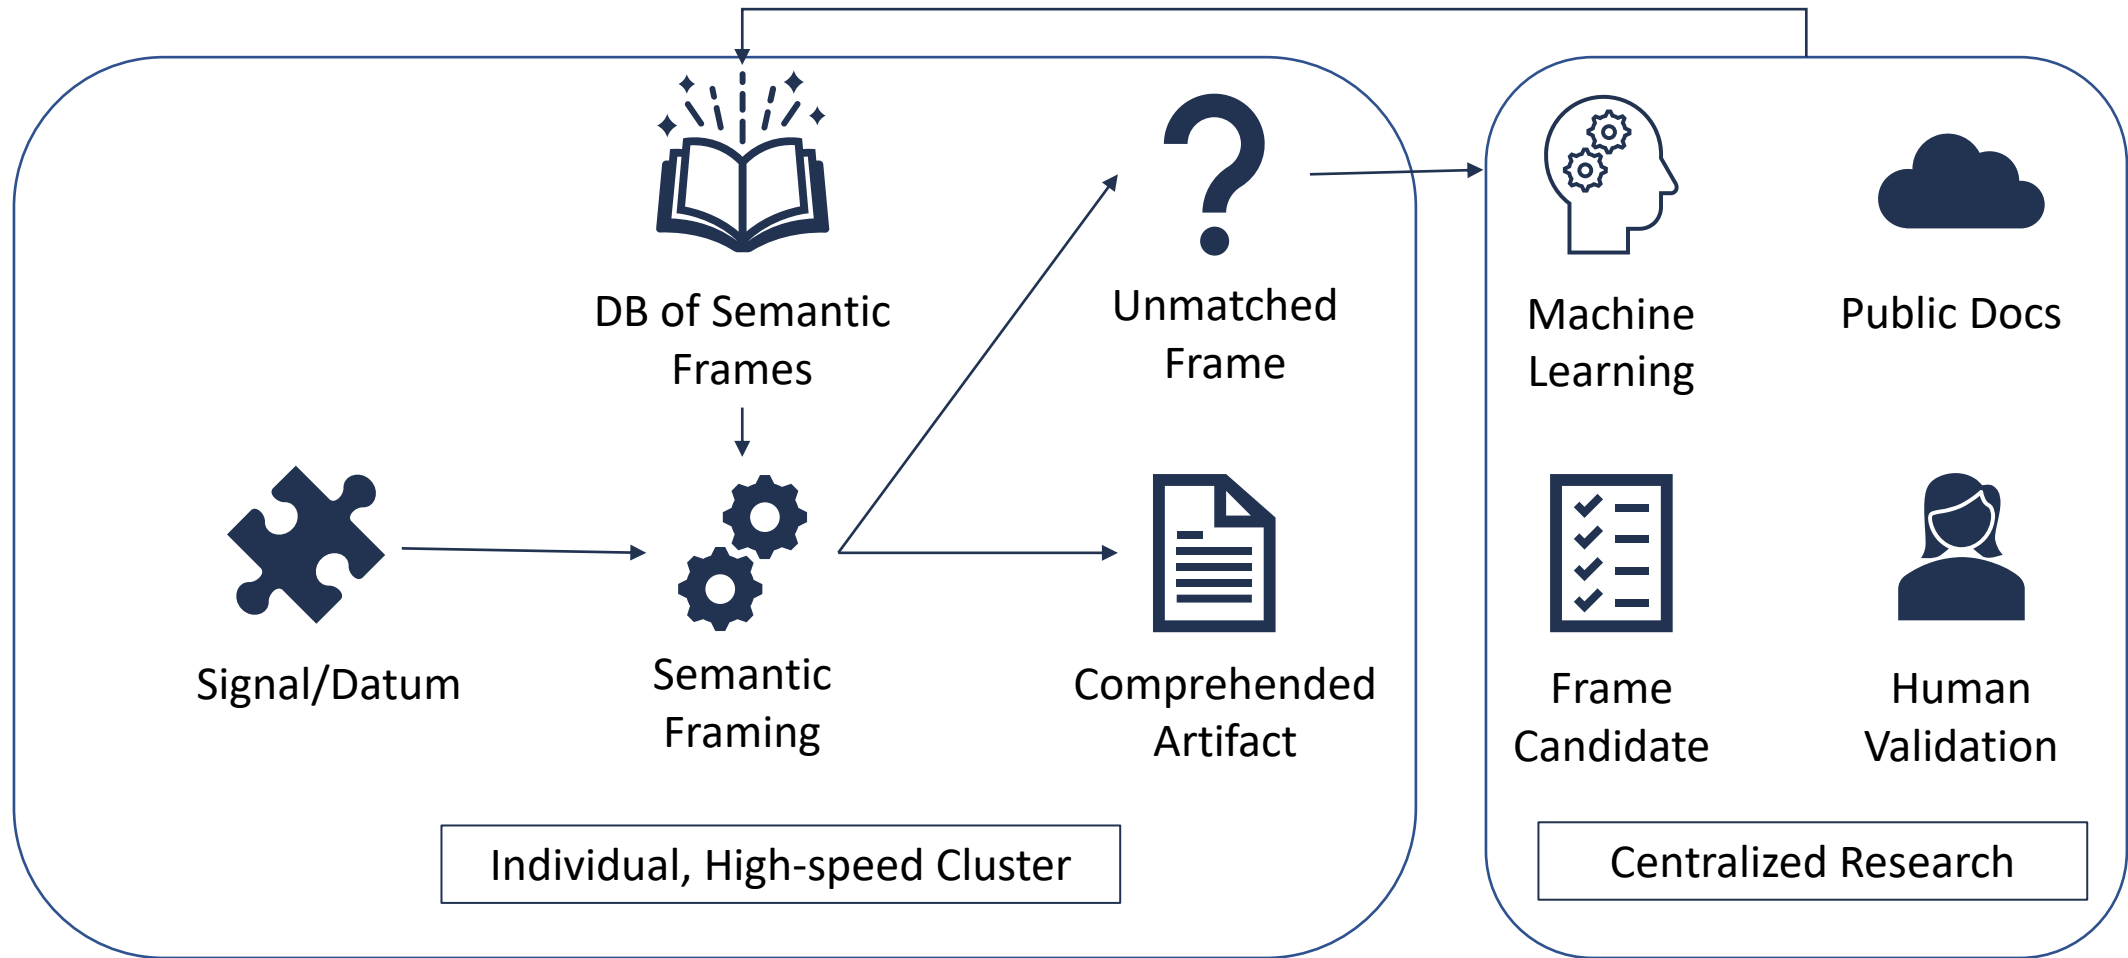 DB of Semantic
Frames
Unmatched
Frame
Machine
Learning
Public Docs
Signal/Datum
Semantic
Framing
Comprehended
Artifact
Frame
Candidate
Human
Validation
Individual, High-speed Cluster
Centralized Research